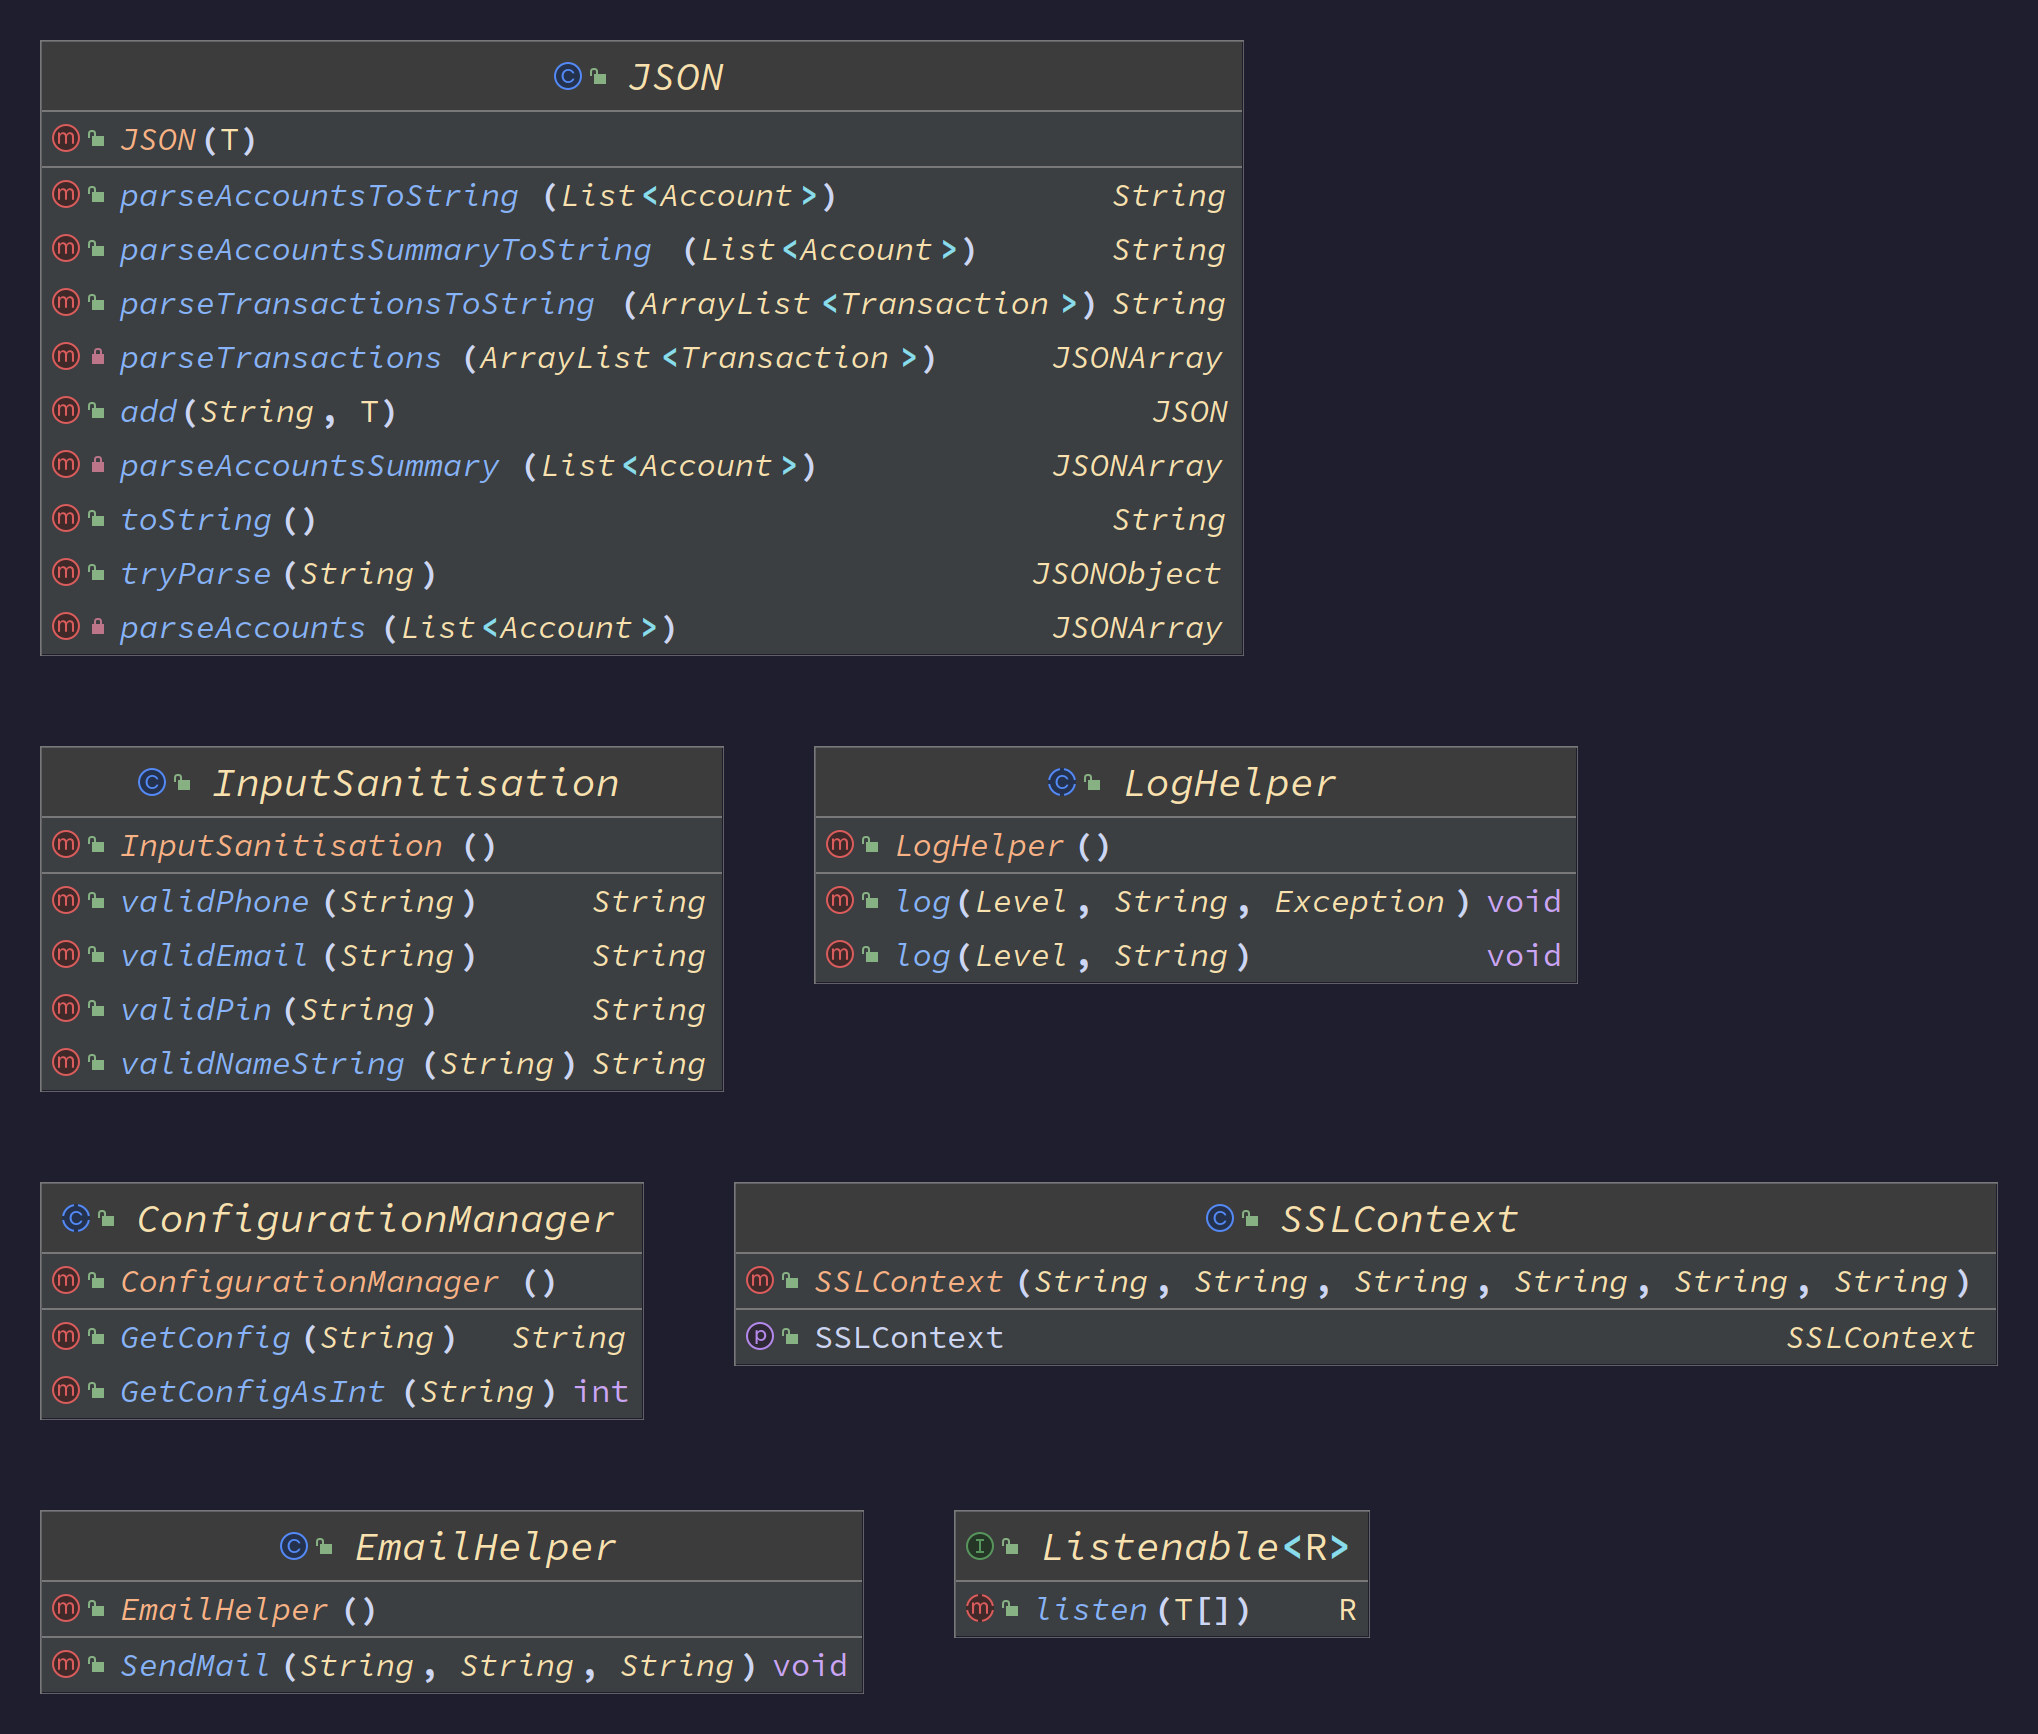 JSON
JSON(T)
parseAccountsToString(List<Account>) String
parseAccountsSummaryToString(List<Account>) String
parseTransactionsToString(ArrayList<Transaction>) String
parseTransactions(ArrayList<Transaction>) JSONArray
add(String, T) JSON
parseAccountsSummary(List<Account>) JSONArray
toString() String
tryParse(String) JSONObject
parseAccounts(List<Account>) JSONArray
InputSanitisation
InputSanitisation()
validPhone(String) String
validEmail(String) String
validPin(String) String
validNameString(String) String
LogHelper
LogHelper()
log(Level, String, Exception) void
log(Level, String) void
ConfigurationManager
ConfigurationManager()
GetConfig(String) String
GetConfigAsInt(String) int
SSLContext
SSLContext(String, String, String, String, String, String)
SSLContext SSLContext
EmailHelper
EmailHelper()
SendMail(String, String, String) void
Listenable<R>
listen(T[]) R